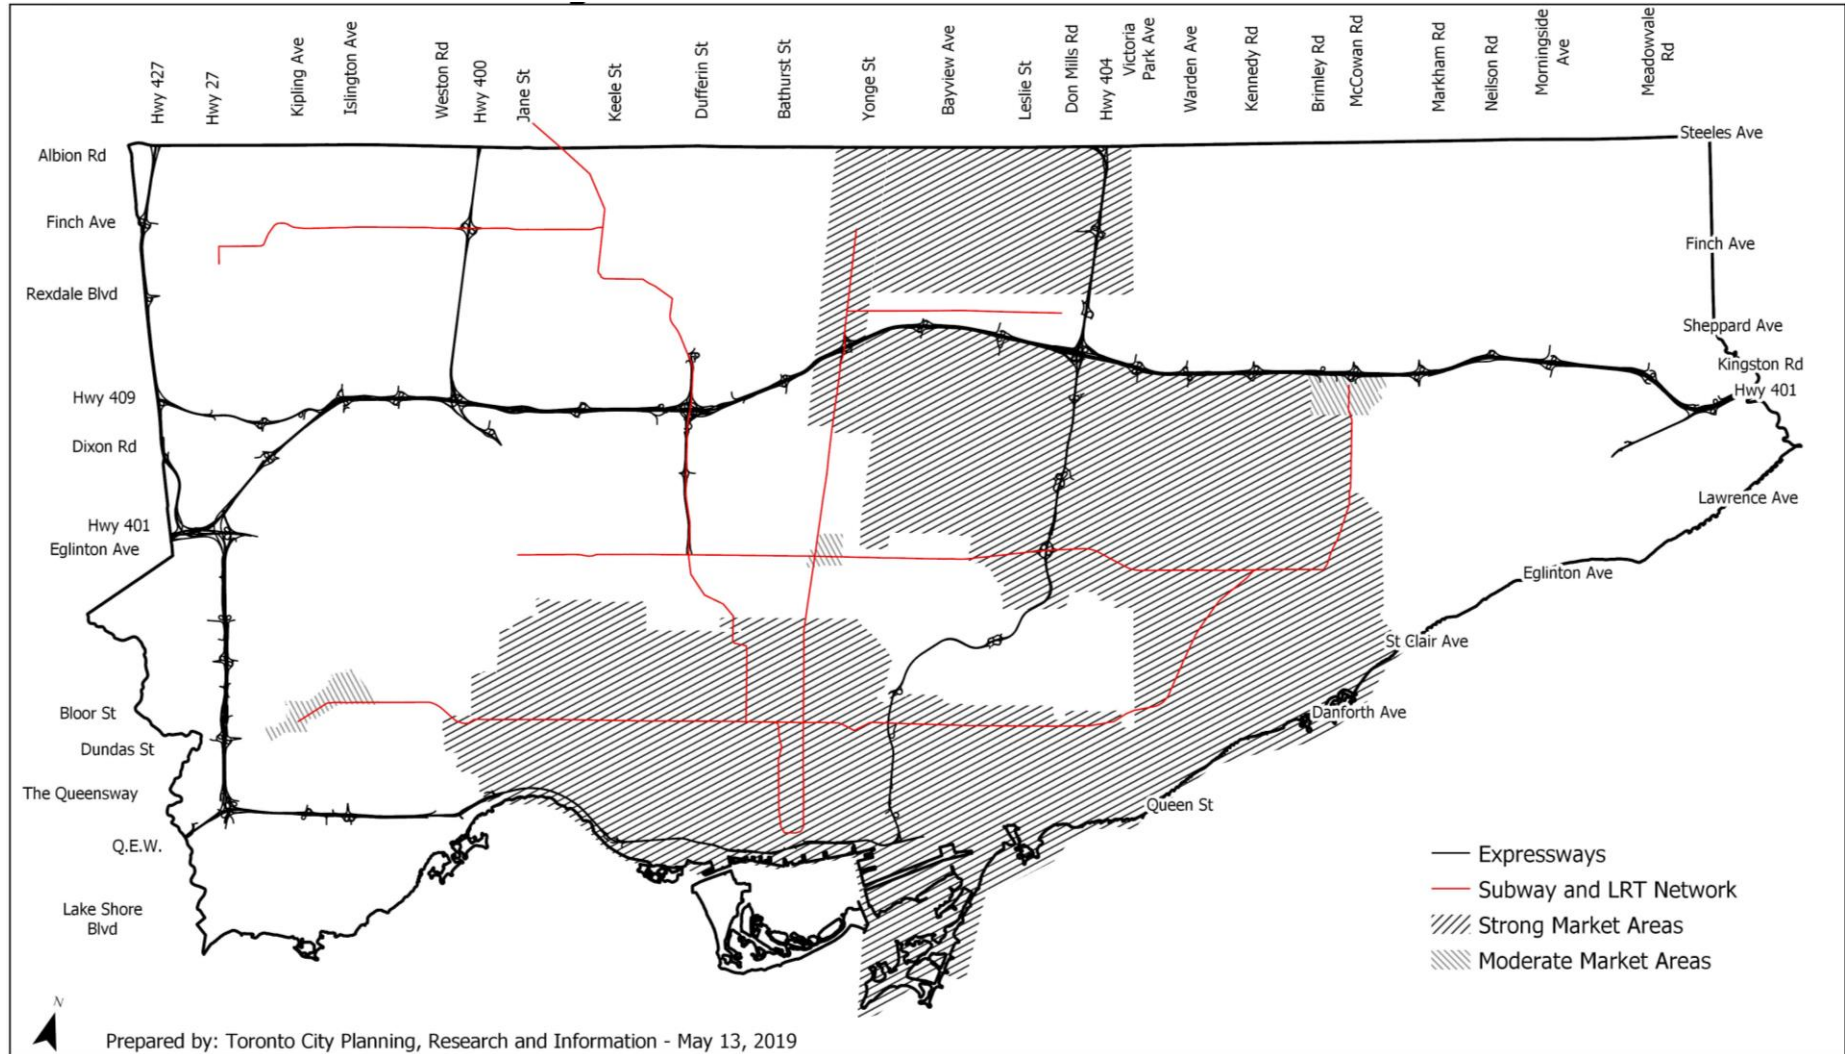 Hwy 427
Hwy 27
Kipling Ave
Islington Ave
Weston Rd
Hwy 400
Jane St
Keele St
Dufferin St
Bathurst St
Yonge St
Bayview Ave
Leslie St
Don Mills Rd
Hwy 404
Victoria
Park Ave
Warden Ave
Kennedy Rd
Brimley Rd
McCowan Rd
Markham Rd
Neilson Rd
Morningside
Ave
Meadowvale
Rd
Albion Rd
Finch Ave
Rexdale Blvd
Hwy 409
Dixon Rd
Hwy 401
Eglinton Ave
Bloor St
Dundas St
The Queensway
Q.E.W.
Lake Shore
Blvd
Steeles Ave
Finch Ave
Sheppard Ave
Kingston Rd
Hwy 401
Lawrence Ave
Eglinton Ave
St Clair Ave
Danforth Ave
Queen St
Expressways
Subway and LRT Network
Strong Market Areas
Moderate Market Areas
N
Prepared by: Toronto City Planning, Research and Information - May 13, 2019